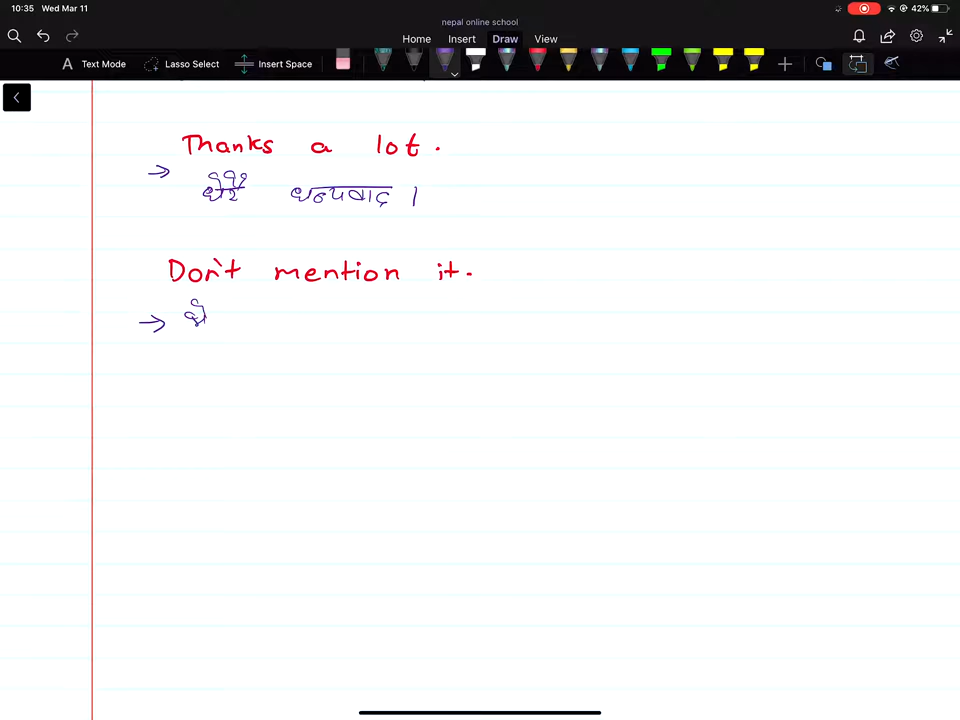 10:35 Wed Mar 11
42%
nepal online school
Home Insert Draw View
Text Mode Lasso Select Insert Space
Thanks a lot.
→ धेरै धन्यवाद ।
Don't mention it.
→